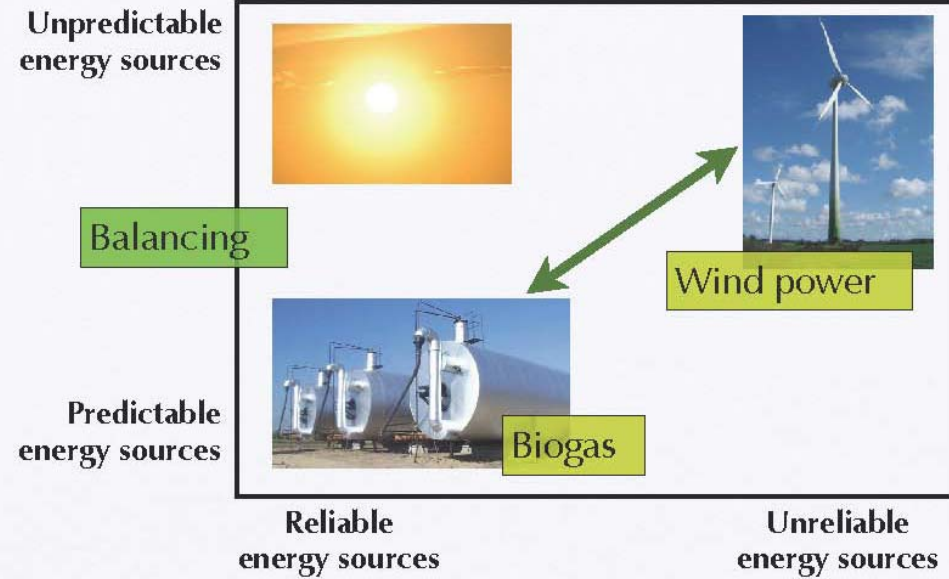 Unpredictable
energy sources
Balancing
Wind power
Predictable
energy sources
Biogas
Reliable
energy sources
Unreliable
energy sources